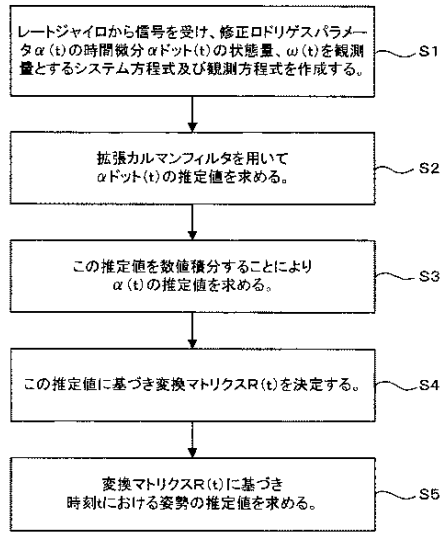 レートジャイロから信号を受け、修正ロドリゲスパラメー
タα(t)の時間微分αドット(t)の状態量、ω(t)を観測
量とするシステム方程式及び観測方程式を作成する。
S1
拡張カルマンフィルタを用いて
αドット(t)の推定値を求める。
S2
この推定値を数値積分することにより
α(t)の推定値を求める。
S3
この推定値に基づき変換マトリクスR(t)を決定する。
S4
変換マトリクスR(t)に基づき
時刻tにおける姿勢の推定値を求める。
S5